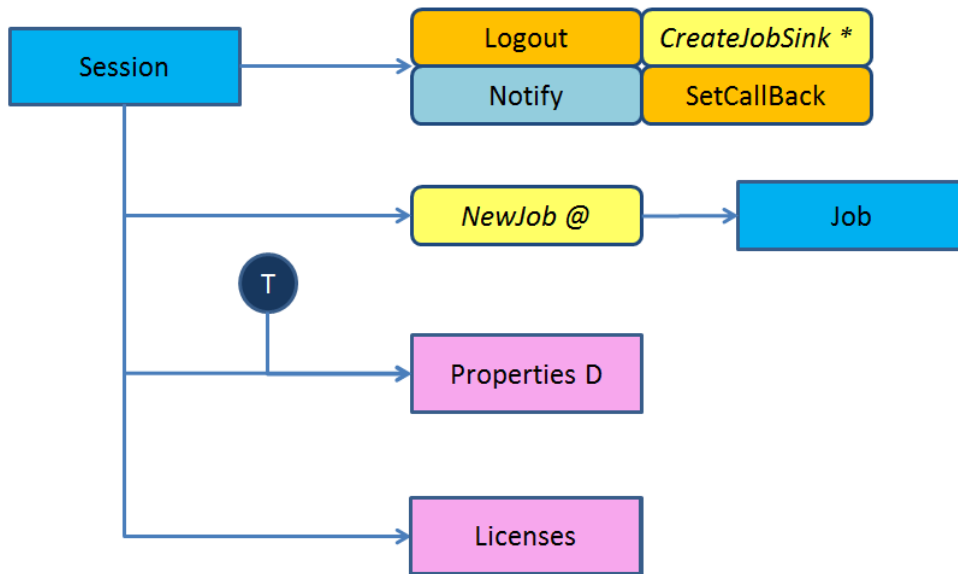 Session
Logout
CreateJobSink *
Notify
SetCallBack
NewJob @
Job
T
Properties D
Licenses